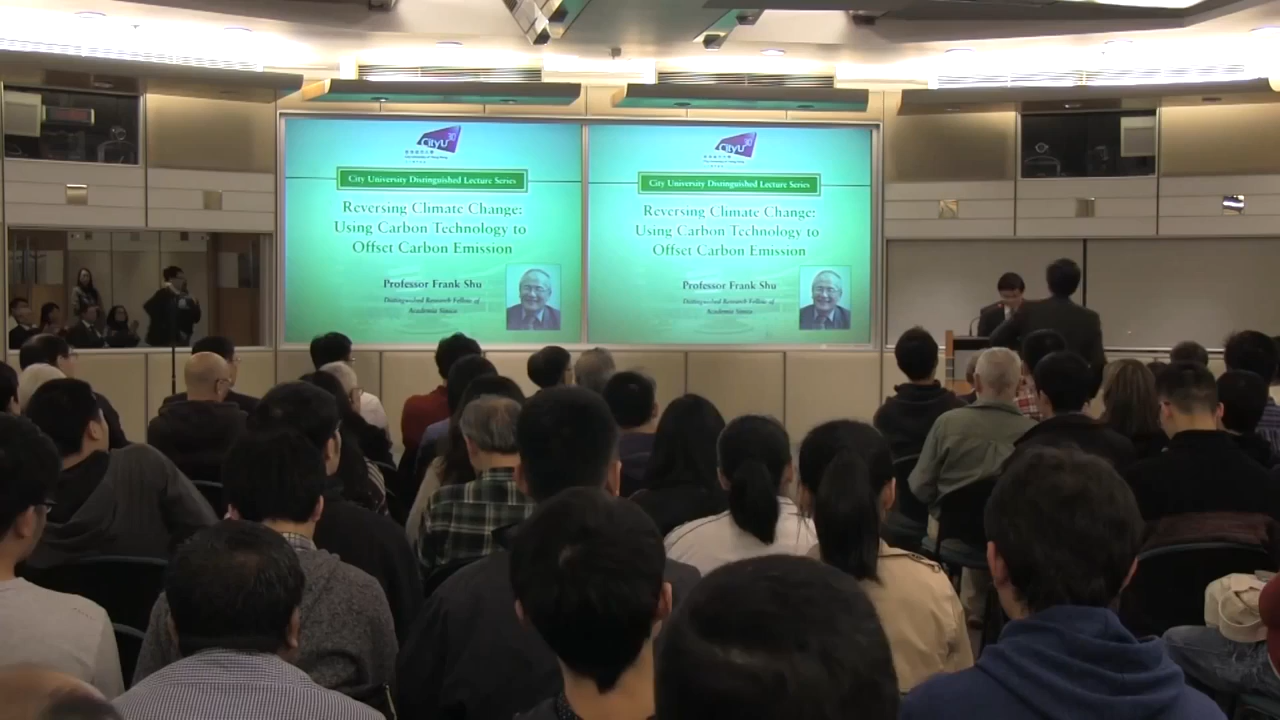 CityU 30
City University Distinguished Lecture Series
Reversing Climate Change:
Using Carbon Technology to
Offset Carbon Emission
Professor Frank Shu
Distinguished Research Fellow of
Academia Sinica
CityU 30
City University Distinguished Lecture Series
Reversing Climate Change:
Using Carbon Technology to
Offset Carbon Emission
Professor Frank Shu
Distinguished Research Fellow of
Academia Sinica